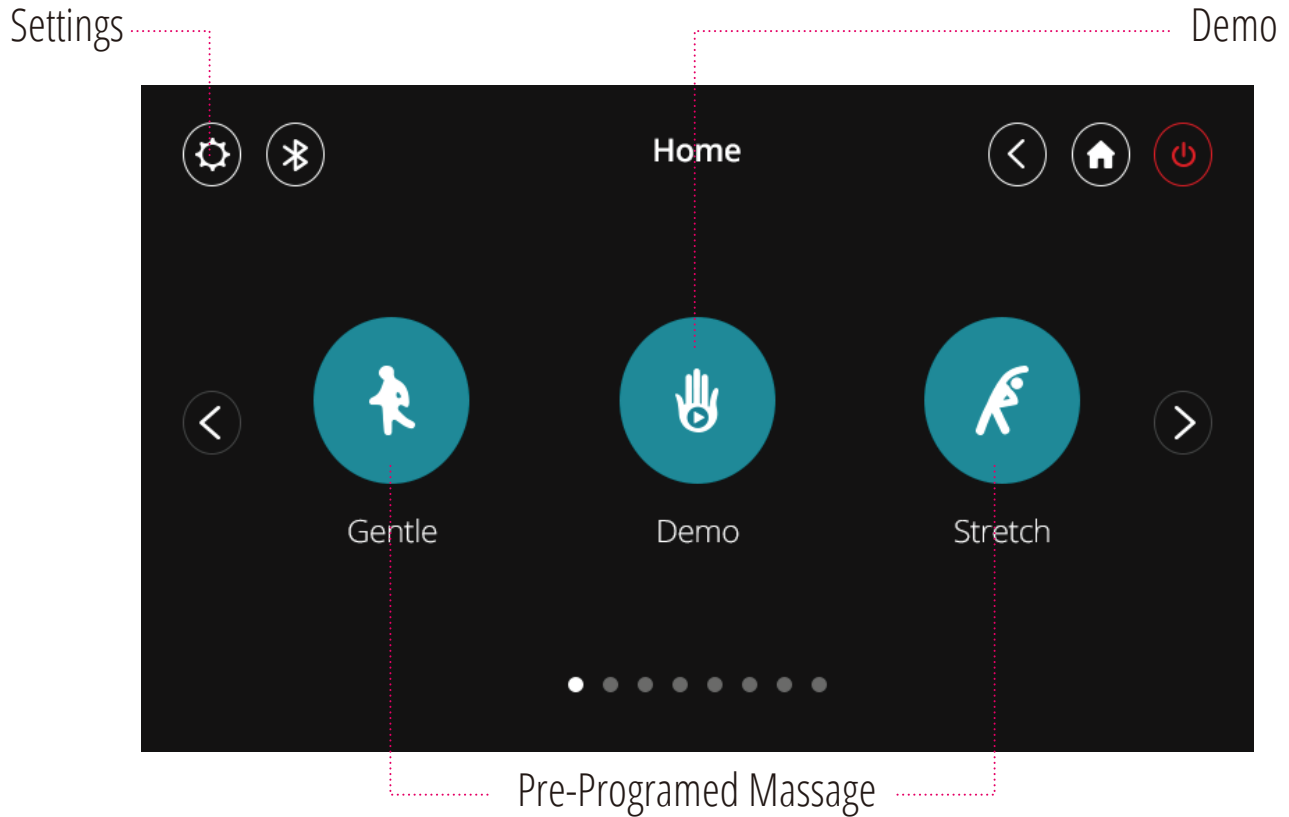 Settings
Demo
Home
Gentle
Demo
Stretch
Pre-Programed Massage